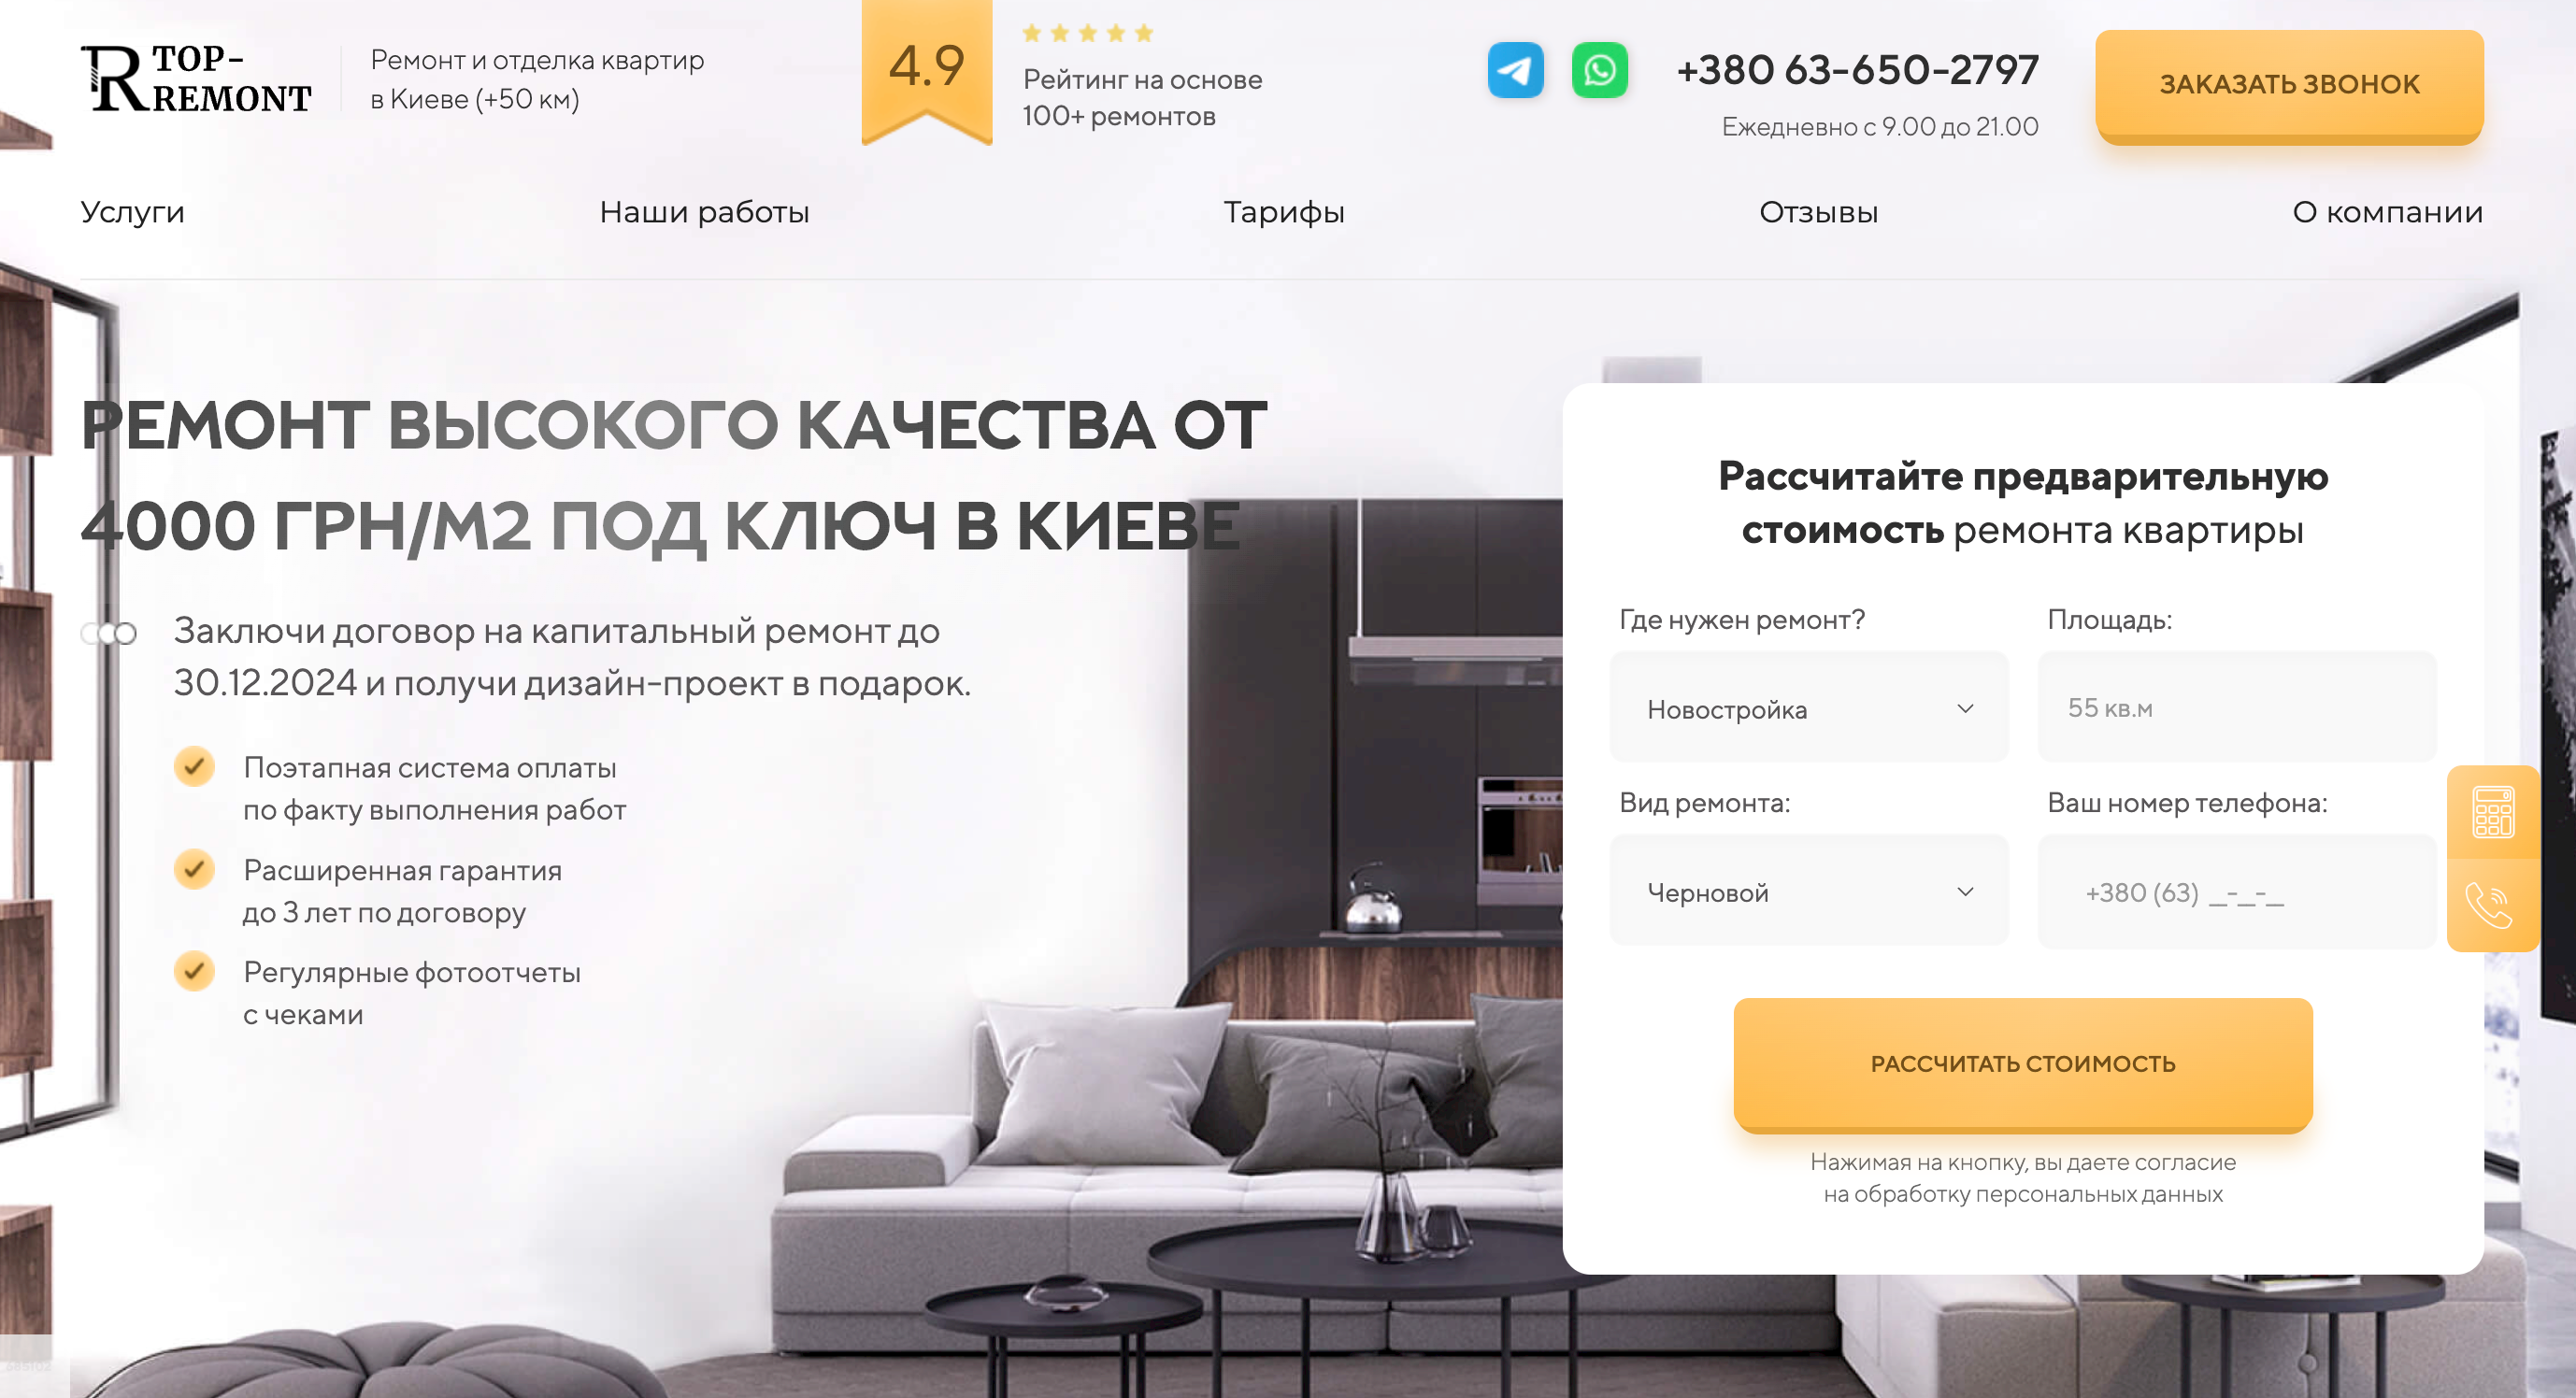 TOP-
REMONT
Ремонт и отделка квартир
в Киеве (+50 км)
4.9
Рейтинг на основе
100+ ремонтов
+380 63-650-2797
Ежедневно с 9.00 до 21.00
ЗАКАЗАТЬ ЗВОНОК
Услуги
Наши работы
Тарифы
Отзывы
О компании
РЕМОНТ ВЫСОКОГО КАЧЕСТВА ОТ
4000 ГРН/М2 ПОД КЛЮЧ В КИЕВЕ
Заключи договор на капитальный ремонт до
30.12.2024 и получи дизайн-проект в подарок.
Поэтапная система оплаты
по факту выполнения работ
Расширенная гарантия
до 3 лет по договору
Регулярные фотоотчеты
с чеками
Рассчитайте предварительную
стоимость ремонта квартиры
Где нужен ремонт?
Новостройка
Площадь:
55 кв.м
Вид ремонта:
Черновой
Ваш номер телефона:
+380 (63) _-_-_
РАССЧИТАТЬ СТОИМОСТЬ
Нажимая на кнопку, вы даете согласие
на обработку персональных данных